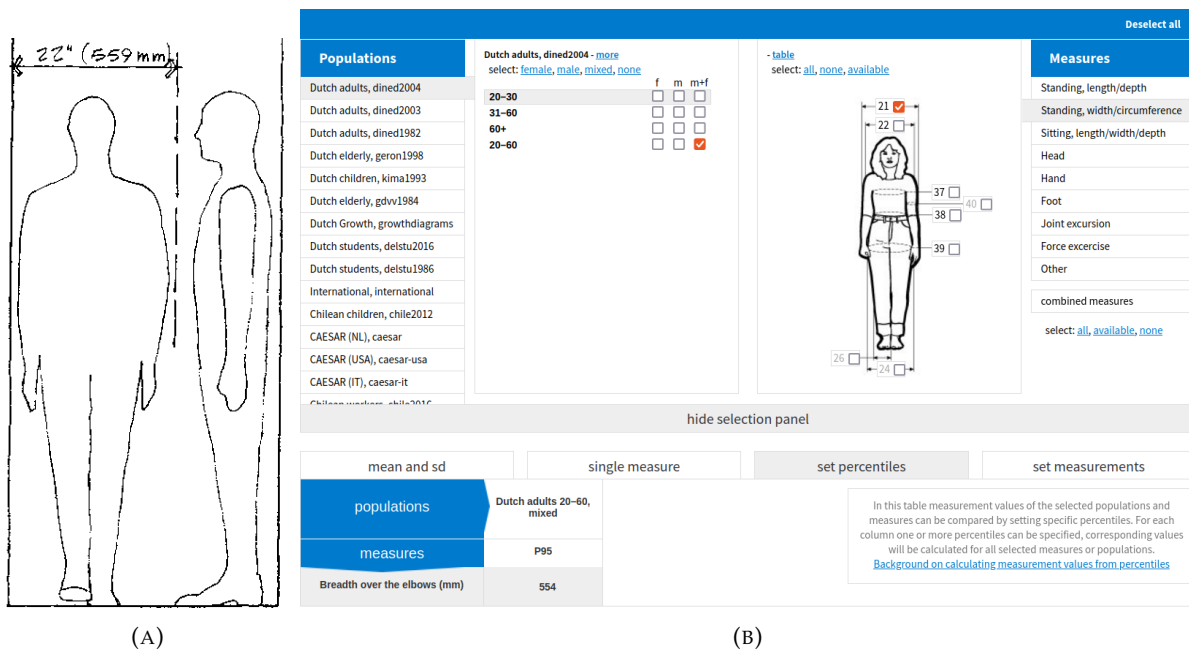 22" (559 mm)
Deselect all
Populations
Dutch adults, dined2004
Dutch adults, dined2003
Dutch adults, dined1982
Dutch elderly, geron1998
Dutch children, kima1993
Dutch elderly, gdvv1984
Dutch Growth, growthdiagrams
Dutch students, delstu2016
Dutch students, delstu1986
International, international
Chilean children, chile2012
CAESAR (NL), caesar
CAESAR (USA), caesar-usa
CAESAR (IT), caesar-it
Chilean workers, chile2016
Dutch adults, dined2004 - more
select: female, male, mixed, none
f m m+f
20–30
31–60
60+
20–60
- table
select: all, none, available
21
22
37
40
38
39
26
24
Measures
Standing, length/depth
Standing, width/circumference
Sitting, length/width/depth
Head
Hand
Foot
Joint excursion
Force excercise
Other
combined measures
select: all, available, none
hide selection panel
mean and sd
single measure
set percentiles
set measurements
populations
Dutch adults 20–60,
mixed
measures
P95
Breadth over the elbows (mm)
554
In this table measurement values of the selected populations and
measures can be compared by setting specific percentiles. For each
column one or more percentiles can be specified, corresponding values
will be calculated for all selected measures or populations.
Background on calculating measurement values from percentiles
(A)
(B)